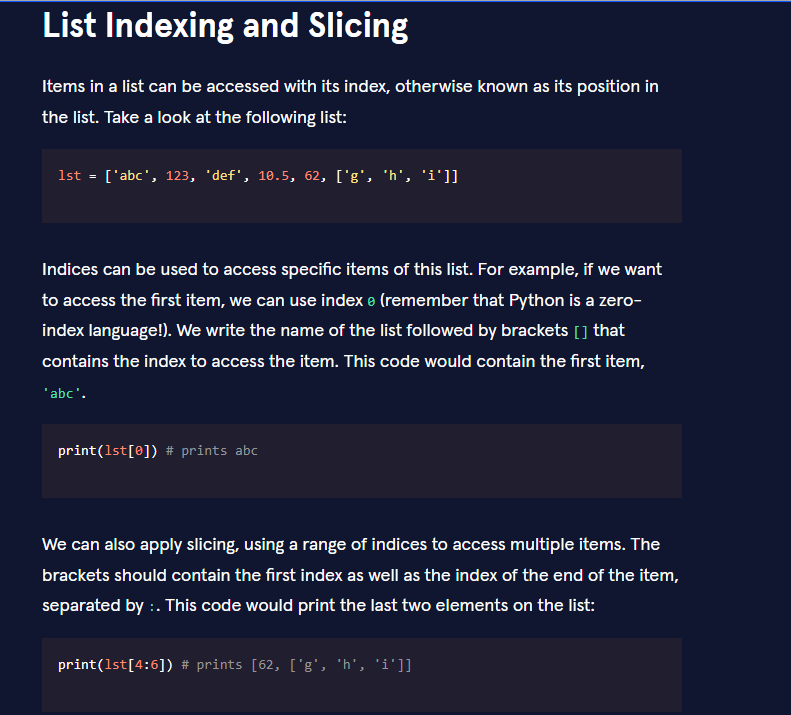 List Indexing and Slicing
Items in a list can be accessed with its index, otherwise known as its position in
the list. Take a look at the following list:
lst = ['abc', 123, 'def', 10.5, 62, ['g', 'h', 'i']]
Indices can be used to access specific items of this list. For example, if we want
to access the first item, we can use index 0 (remember that Python is a zero-
index language!). We write the name of the list followed by brackets [] that
contains the index to access the item. This code would contain the first item,
'abc'.
print(lst[0]) # prints abc
We can also apply slicing, using a range of indices to access multiple items. The
brackets should contain the first index as well as the index of the end of the item,
separated by :. This code would print the last two elements on the list:
print(lst[4:6]) # prints [62, ['g', 'h', 'i']]